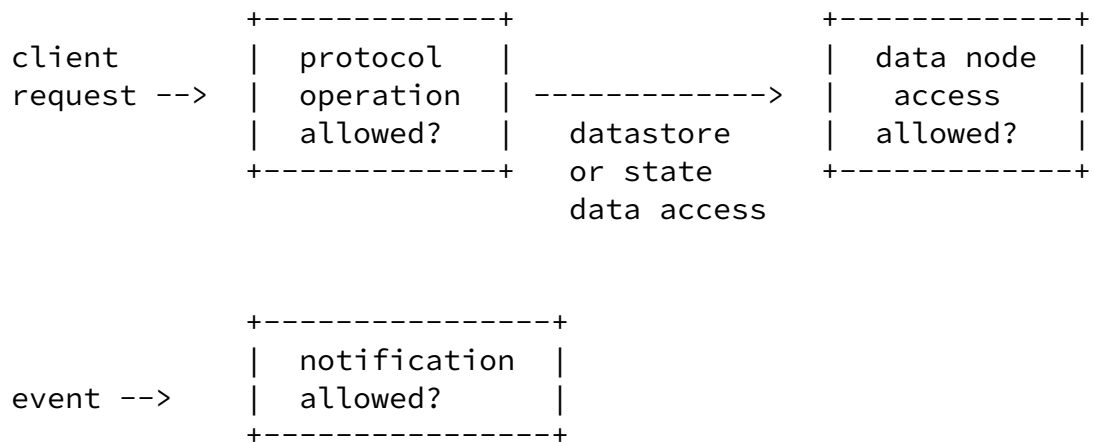 +-------------+                 +-------------+
client       |  protocol   |                 |  data node  |
request -->  |  operation  | ------------->  |   access    |
             |  allowed?   |   datastore     |  allowed?   |
             +-------------+   or state      +-------------+
                               data access
             +----------------+
             |  notification  |
event -->    |  allowed?      |
             +----------------+